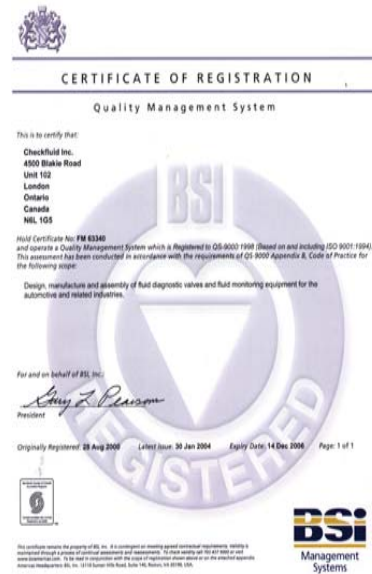 CERTIFICATE OF REGISTRATION
Quality Management System
This is to certify that:
Checkfluid Inc.
4500 Blakie Road
Unit 102
London
Ontario
Canada
N6L 1G5
Hold Certificate No: FM 63340
and operate a Quality Management System which is Registered to QS-9000:1998 (Based on and including ISO 9001:1994)
This assessment has been conducted in accordance with the requirements of QS-9000 Appendix B, Code of Practice for
the following scope:
Design, manufacture and assembly of fluid diagnostic valves and fluid monitoring equipment for the
automotive and related industries.
BSI
REGISTERED
For and on behalf of BSI, Inc.:
Gary L Pearson
President
Originally Registered: 28 Aug 2000 Latest Issue: 30 Jan 2004 Expiry Date: 14 Dec 2006 Page: 1 of 1
BSi
Management
Systems